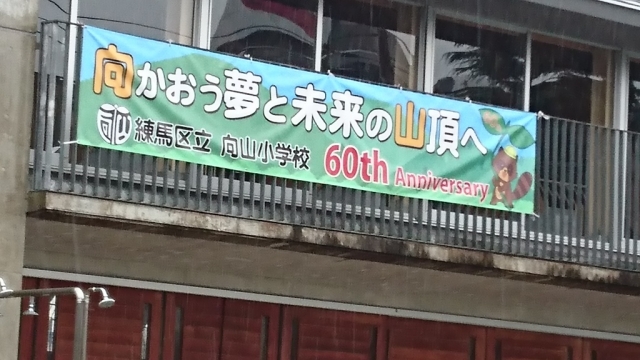 向かおう夢と未来の山頂へ
練馬区立 向山小学校 60th Anniversary